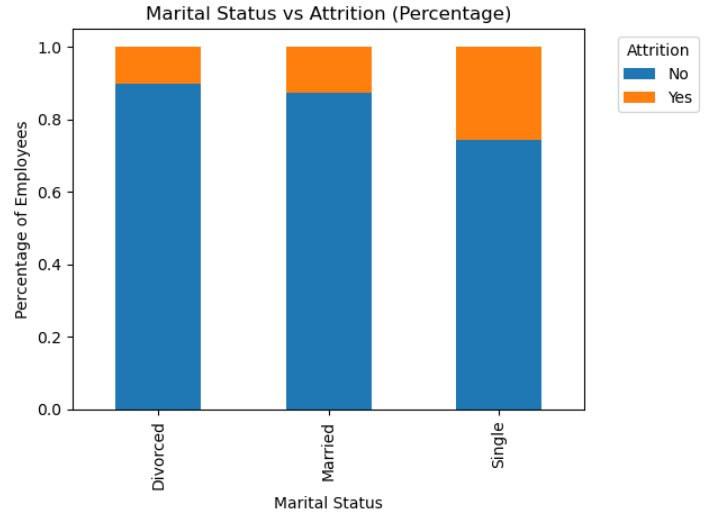 Marital Status vs Attrition (Percentage)
Attrition
No
Yes
Percentage of Employees
1.0
0.8
0.6
0.4
0.2
0.0
Divorced
Married
Single
Marital Status